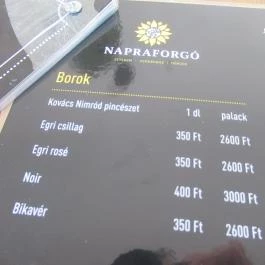 NAPRAFORGÓ
Borok
Kovács Nimród pincészet 1 dl palack
Egri csillag 350 Ft 2600 Ft
Egri rosé 350 Ft 2600 Ft
Noir 400 Ft 3000 Ft
Bikavér 350 Ft 2600 Ft